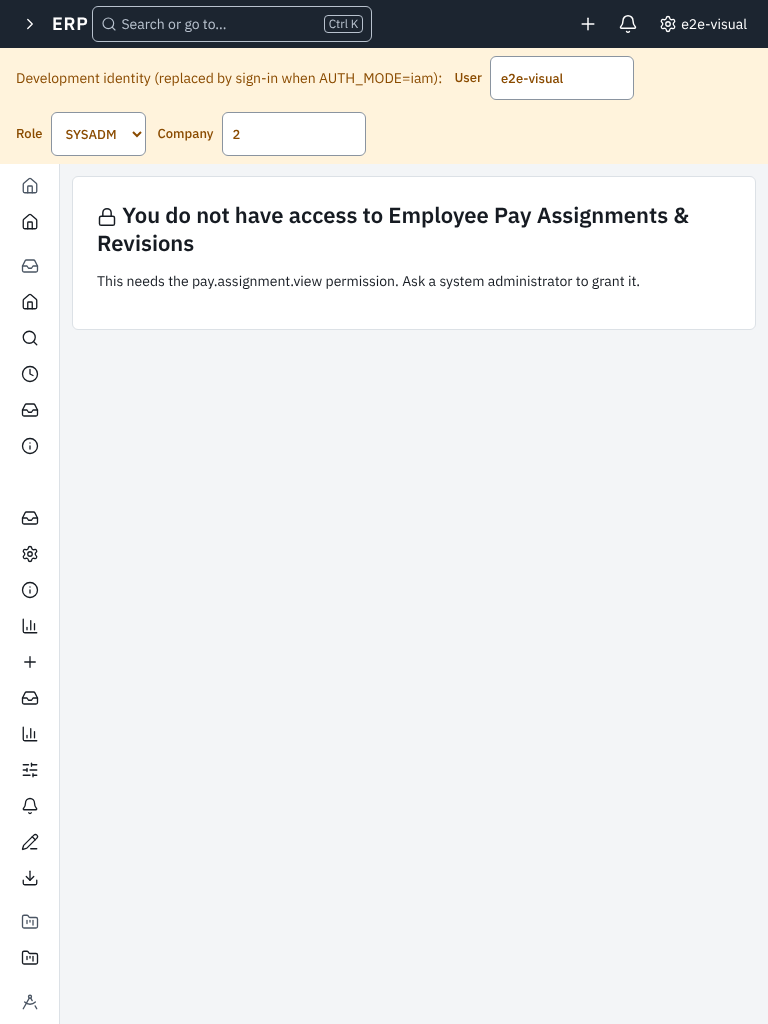 ERP Search or go to... Ctrl K e2e-visual
Development identity (replaced by sign-in when AUTH_MODE=iam): User e2e-visual
Role SYSADM Company 2
You do not have access to Employee Pay Assignments &
Revisions
This needs the pay.assignment.view permission. Ask a system administrator to grant it.